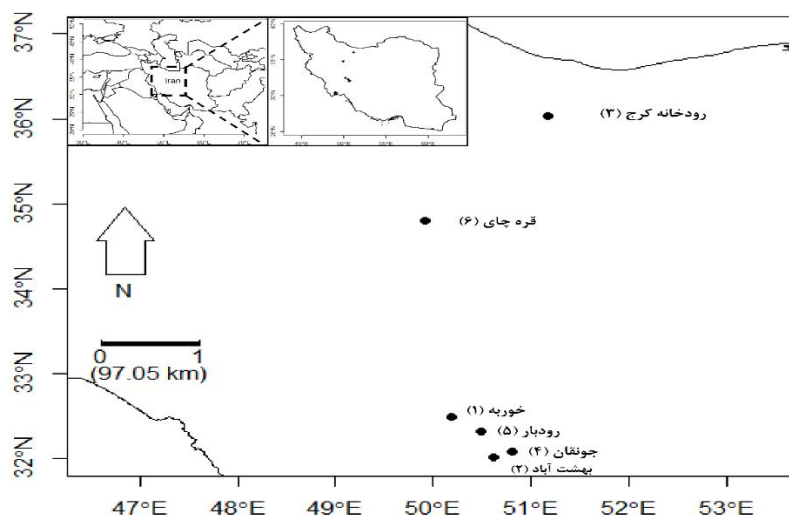 37°N
36°N
35°N
34°N
33°N
32°N
Iran
رودخانه کرج (۳)
قره چای (۶)
N
0 1
(97.05 km)
خوربه (۱)
رودبار (۵)
جونقان (۴)
بهشت آباد (۲)
47°E 48°E 49°E 50°E 51°E 52°E 53°E